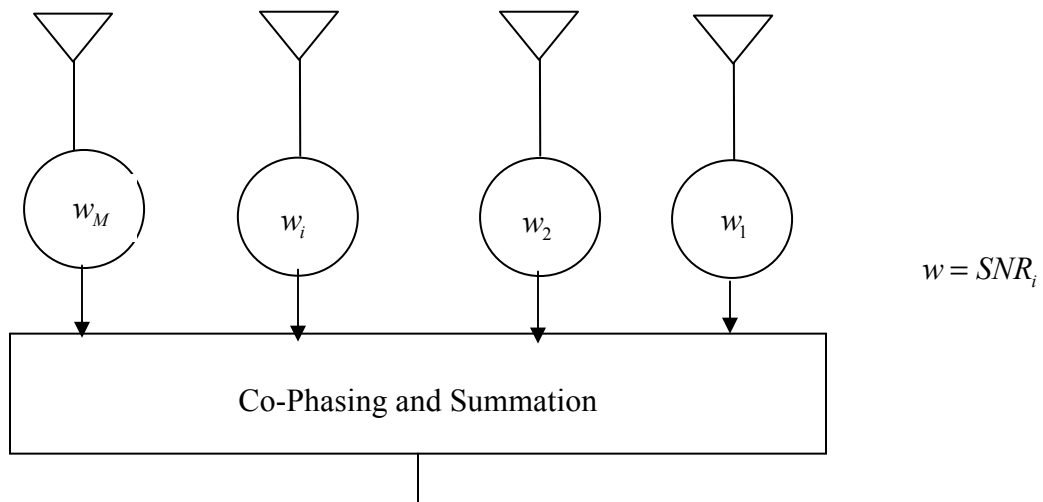 w_M w_i w_2 w_1
w = SNR_i
Co-Phasing and Summation